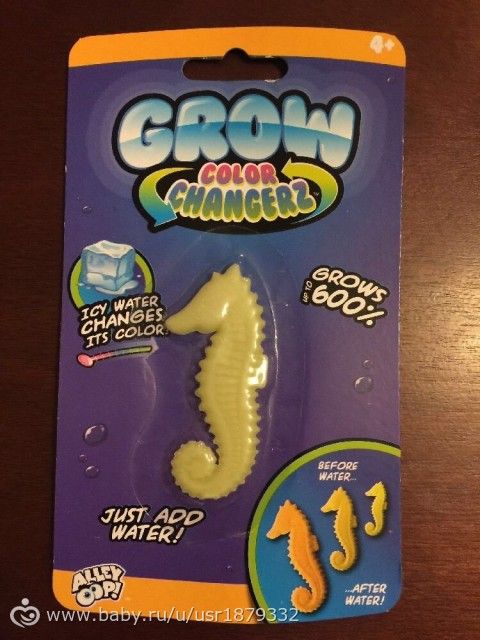 4+
GROW
COLOR
CHANGERZ™
ICY WATER
CHANGES
ITS COLOR.
GROWS
UP TO 600%
JUST ADD
WATER!
BEFORE
WATER...
...AFTER
WATER!
ALLEY
OOP!
www.baby.ru/u/usr1879332